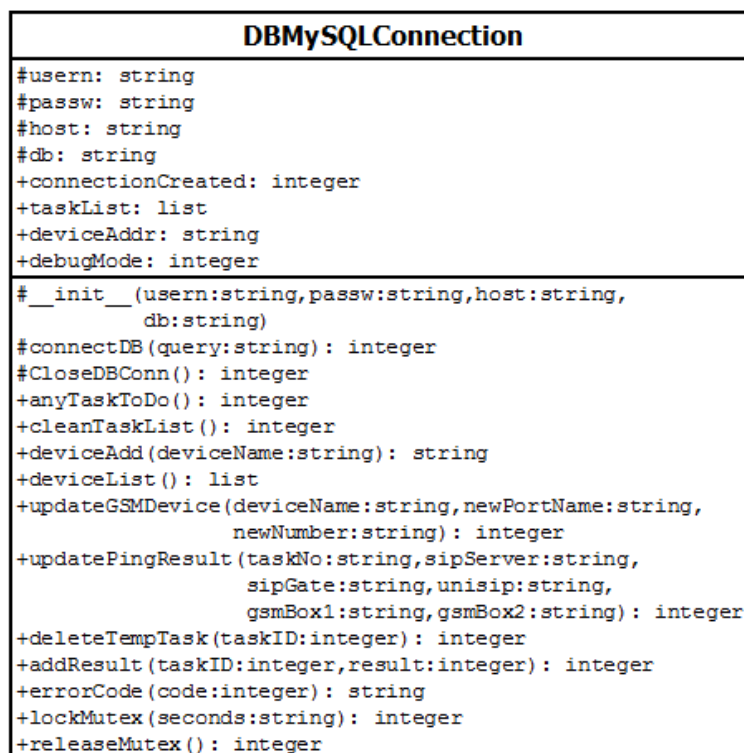 DBMySQLConnection
#usern: string
#passw: string
#host: string
#db: string
+connectionCreated: integer
+taskList: list
+deviceAddr: string
+debugMode: integer
#__init__(usern:string,passw:string,host:string,
db:string)
#connectDB(query:string): integer
#CloseDBConn(): integer
+anyTaskToDo(): integer
+cleanTaskList(): integer
+deviceAdd(deviceName:string): string
+deviceList(): list
+updateGSMDevice(deviceName:string,newPortName:string,
newNumber:string): integer
+updatePingResult(taskNo:string,sipServer:string,
sipGate:string,unisip:string,
gsmBox1:string,gsmBox2:string): integer
+deleteTempTask(taskID:integer): integer
+addResult(taskID:integer,result:integer): integer
+errorCode(code:integer): string
+lockMutex(seconds:string): integer
+releaseMutex(): integer